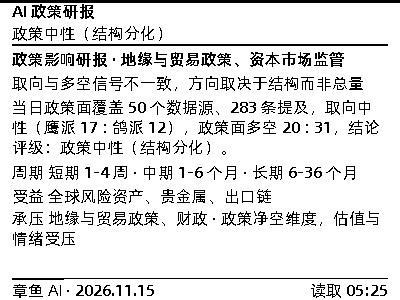 AI 政策研报
政策中性（结构分化）
政策影响研报 · 地缘与贸易政策、资本市场监管
取向与多空信号不一致，方向取决于结构而非总量
当日政策面覆盖 50 个数据源、283 条提及，取向中
性（鹰派 17：鸽派 12），政策面多空 20：31，结论
评级：政策中性（结构分化）。
周期 短期 1-4 周 · 中期 1-6 个月 · 长期 6-36 个月
受益 全球风险资产、贵金属、出口链
承压 地缘与贸易政策、财政 · 政策净空维度，估值与
情绪受压
章鱼 AI · 2026.11.15
读取 05:25